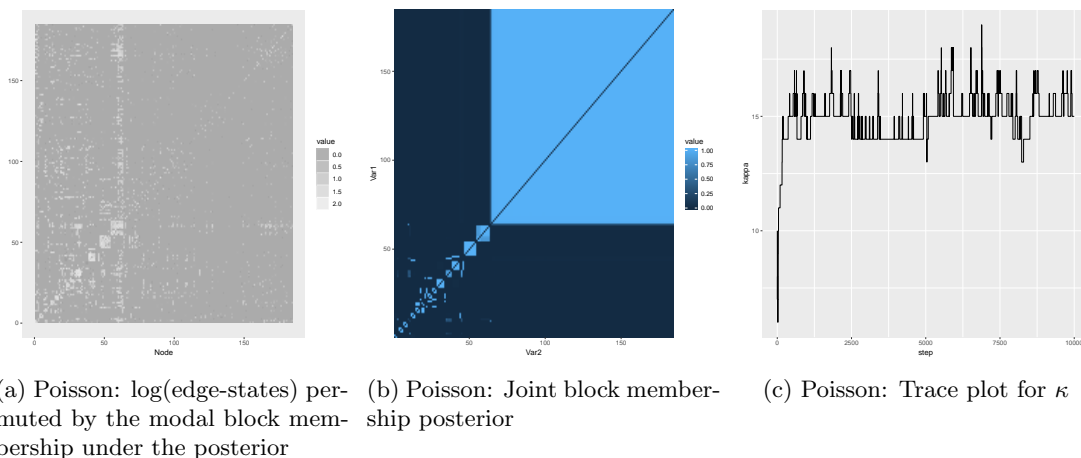 value
0.0
0.5
1.0
1.5
2.0
150
100
50
0
0
50
100
150
Node
Var1
150
100
50
50
100
150
Var2
value
1.00
0.75
0.50
0.25
0.00
kappa
15
10
0
2500
5000
7500
10000
step
(a) Poisson: log(edge-states) per-
muted by the modal block mem-
bership under the posterior
(b) Poisson: Joint block member-
ship posterior
(c) Poisson: Trace plot for κ